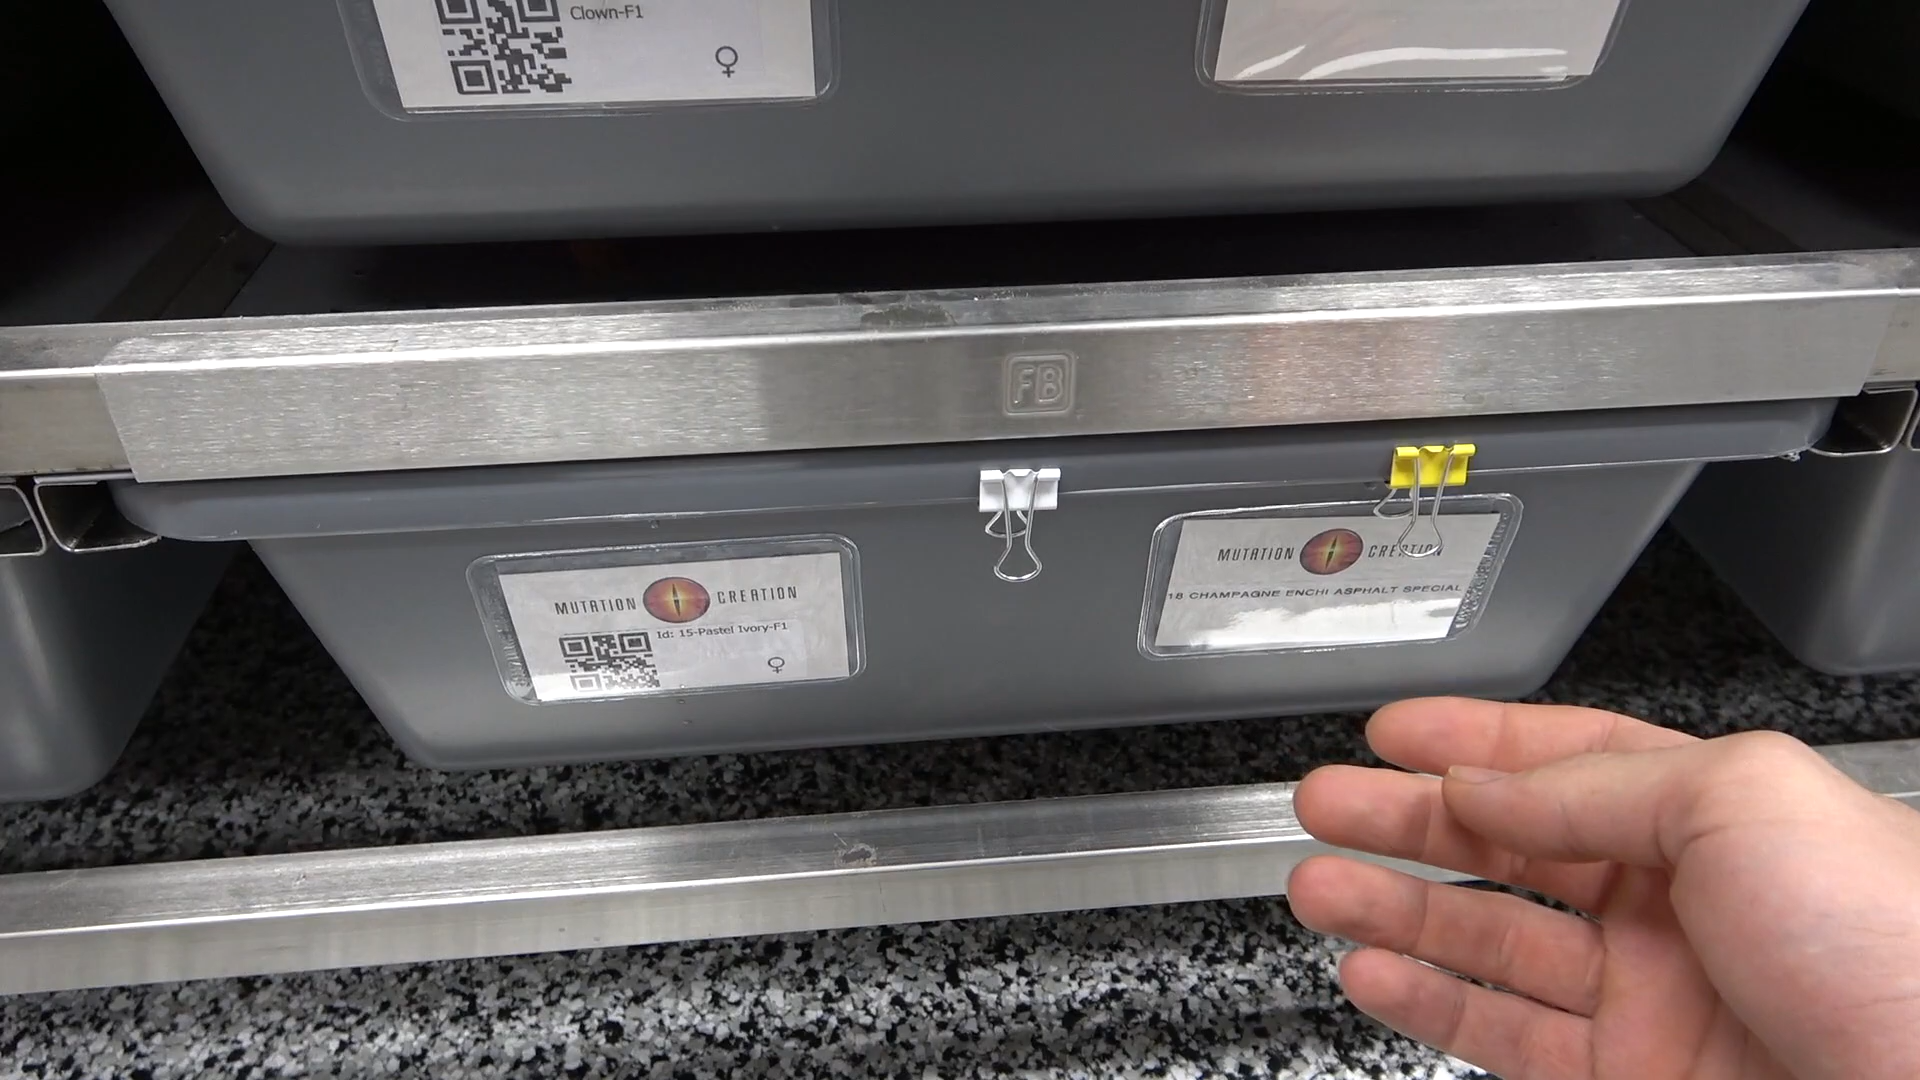 Clown-F1
♀
FB
MUTATION CREATION
Id: 15-Pastel Ivory-F1
♀
MUTATION CREATION
18 CHAMPAGNE ENCHI ASPHALT SPECIAL